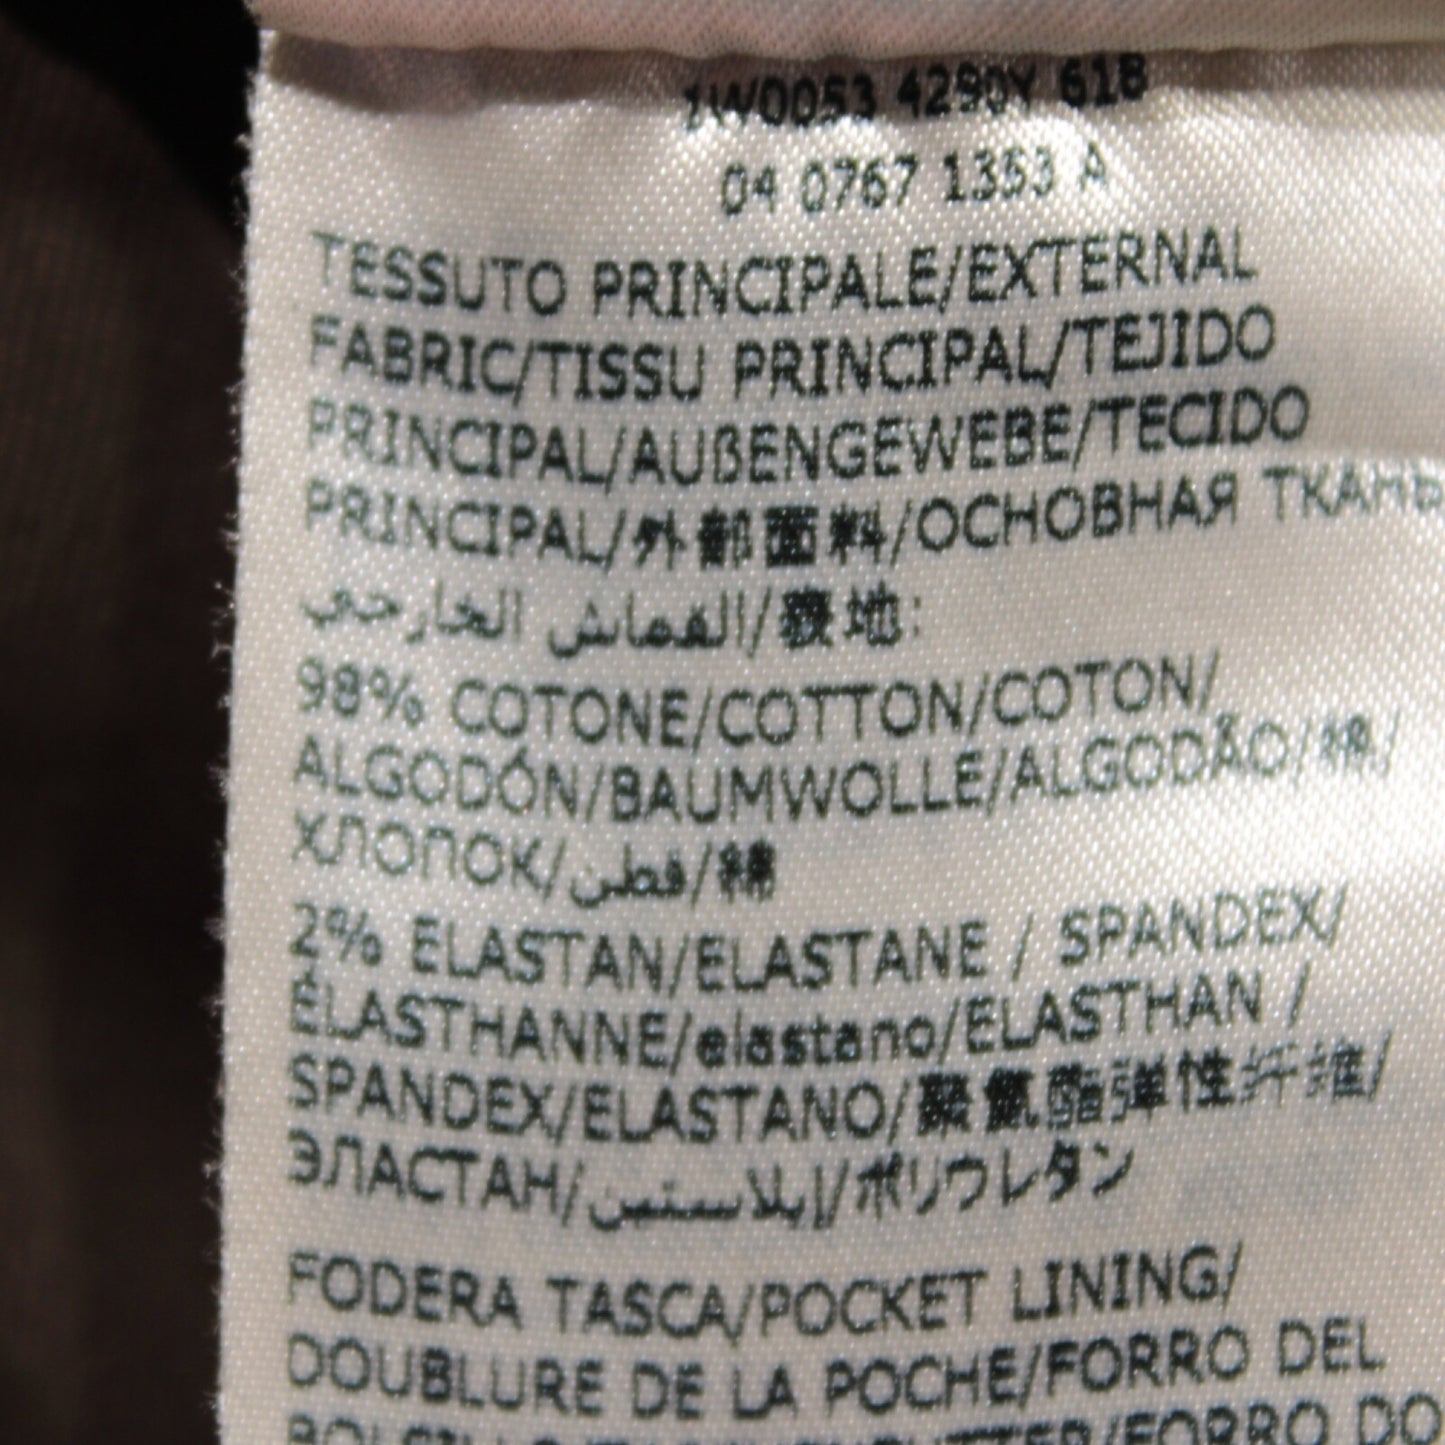 1W0053 4290Y 618
04 0767 1353 A
TESSUTO PRINCIPALE/EXTERNAL
FABRIC/TISSU PRINCIPAL/TEJIDO
PRINCIPAL/AUßENGEWEBE/TECIDO
PRINCIPAL/外部面料/ОСНОВНАЯ ТКАНЬ
القماش الخارجي/表地:
98% COTONE/COTTON/COTON/
ALGODÓN/BAUMWOLLE/ALGODÃO/棉/
ХЛОПОК/قطن/綿
2% ELASTAN/ELASTANE / SPANDEX/
ÉLASTHANNE/elastano/ELASTHAN /
SPANDEX/ELASTANO/聚氨酯弹性纤维/
ЭЛАСТАН/إيلاستين/ポリウレタン
FODERA TASCA/POCKET LINING/
DOUBLURE DE LA POCHE/FORRO DEL
FORRO DO